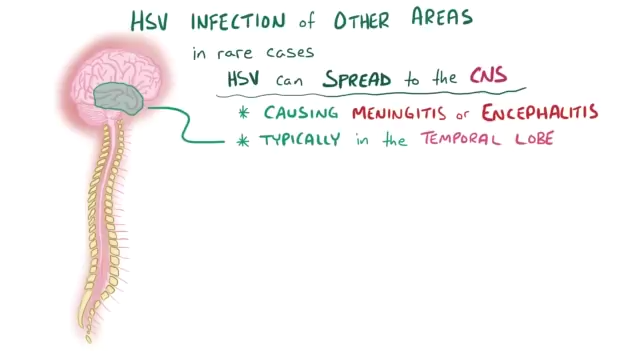 HSV INFECTION of OTHER AREAS
in rare cases
HSV can SPREAD to the CNS
* CAUSING MENINGITIS or ENCEPHALITIS
* TYPICALLY in the TEMPORAL LOBE